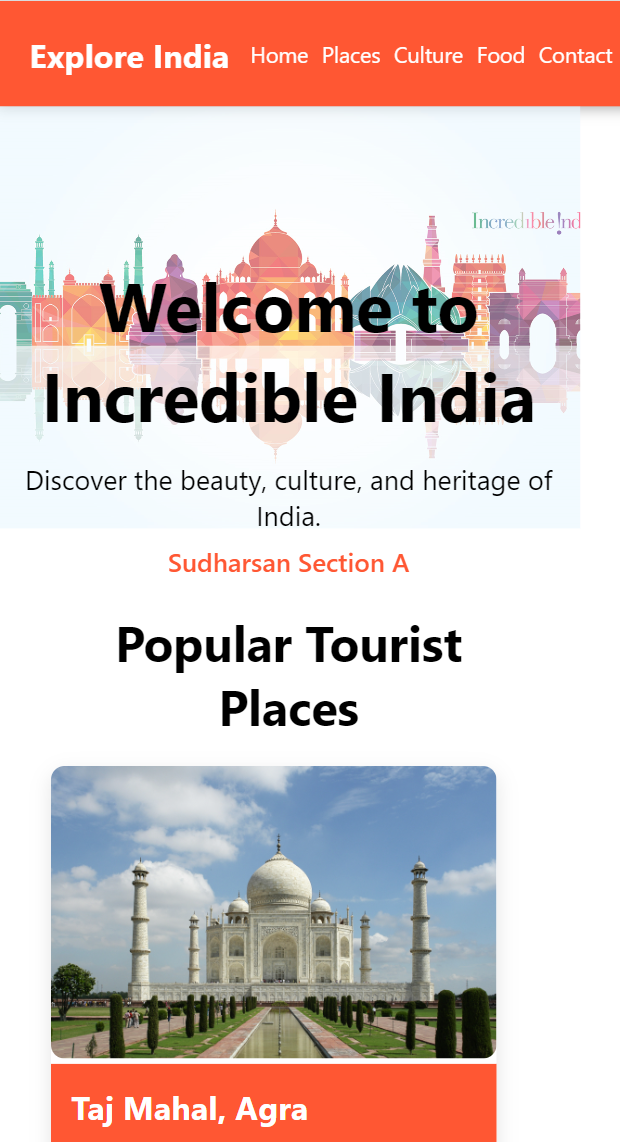 Explore India Home Places Culture Food Contact
Incredible!nd
Welcome to
Incredible India
Discover the beauty, culture, and heritage of
India.
Sudharsan Section A
Popular Tourist
Places
Taj Mahal, Agra